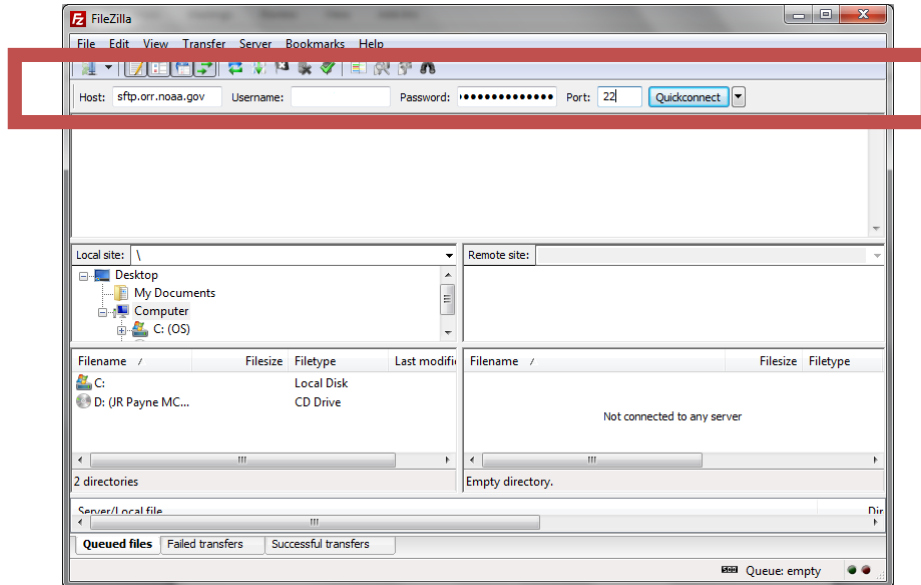 FileZilla
File Edit View Transfer Server Bookmarks Help
Host: sftp.orr.noaa.gov Username: Password: ●●●●●●●●●●●●● Port: 22 Quickconnect
Local site: \ Remote site:
Desktop
My Documents
Computer
C: (OS)
Filename / Filesize Filetype Last modifi Filename / Filesize Filetype
C: Local Disk
D: (JR Payne MC... CD Drive
Not connected to any server
2 directories Empty directory.
Server/Local file Dir
Queued files Failed transfers Successful transfers
Queue: empty